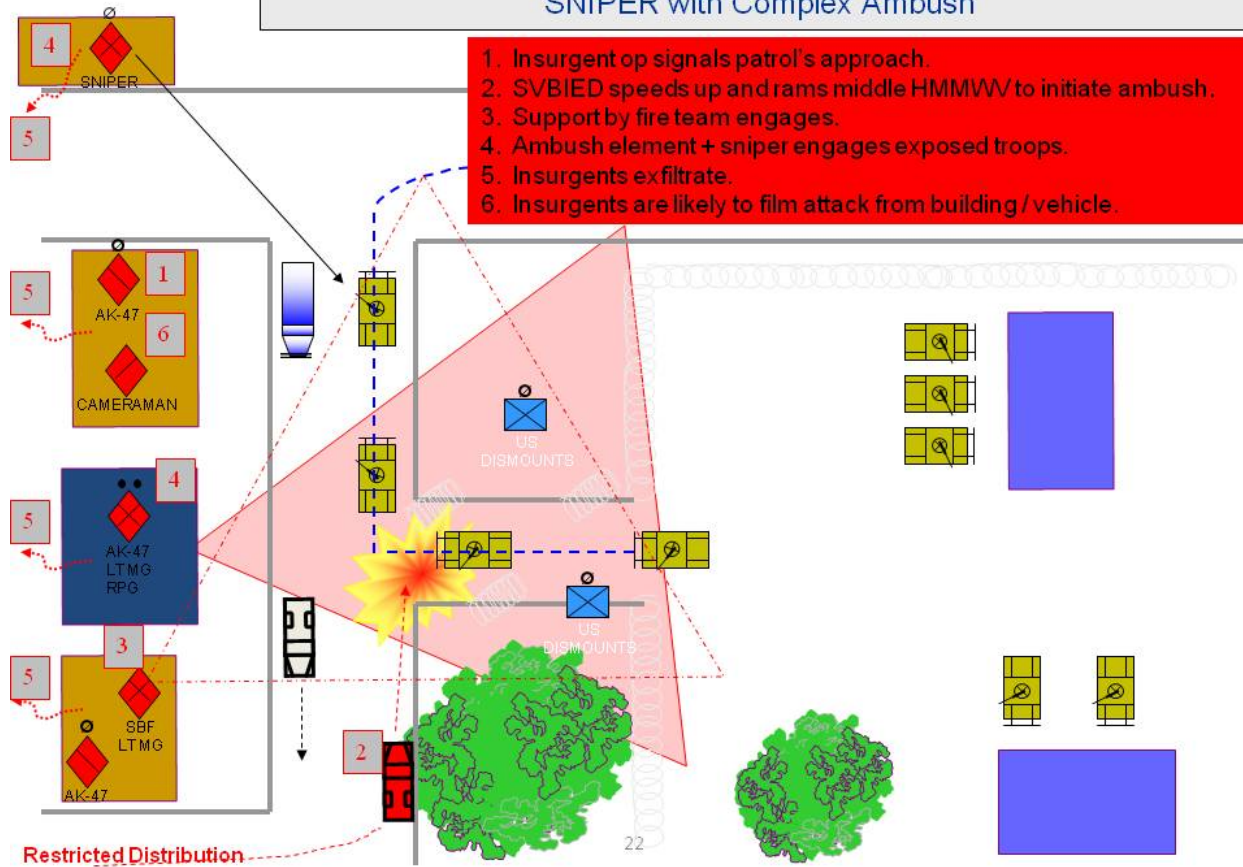 SNIPER with Complex Ambush
1. Insurgent op signals patrol's approach.
2. SVBIED speeds up and rams middle HMMWV to initiate ambush.
3. Support by fire team engages.
4. Ambush element + sniper engages exposed troops.
5. Insurgents exfiltrate.
6. Insurgents are likely to film attack from building / vehicle.
4
SNIPER
5
1
5
AK-47
6
CAMERAMAN
US
DISMOUNTS
4
5
AK-47
LTMG
RPG
US
DISMOUNTS
3
5
SBF
LTMG
AK-47
2
22
Restricted Distribution